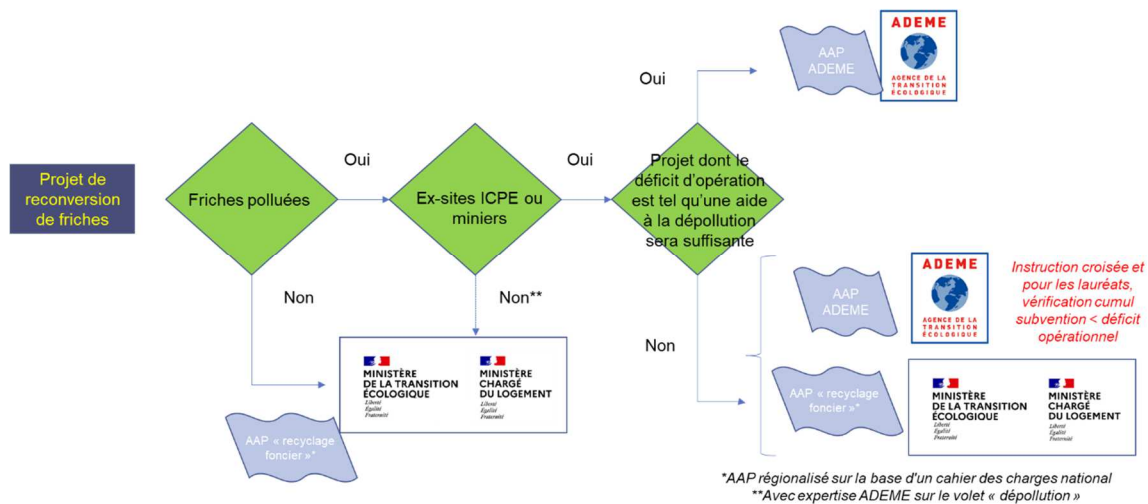 Projet de
reconversion
de friches
Friches polluées
Oui
Ex-sites ICPE ou
miniers
Oui
Projet dont le
déficit d'opération
est tel qu'une aide
à la dépollution
sera suffisante
Oui
AAP
ADEME
ADEME
AGENCE DE LA
TRANSITION
ÉCOLOGIQUE
Non
Non**
MINISTÈRE
DE LA TRANSITION
ÉCOLOGIQUE
Liberté
Égalité
Fraternité
MINISTÈRE
CHARGÉ
DU LOGEMENT
Liberté
Égalité
Fraternité
AAP « recyclage
foncier »*
Non
AAP
ADEME
ADEME
AGENCE DE LA
TRANSITION
ÉCOLOGIQUE
Instruction croisée et
pour les lauréats,
vérification cumul
subvention < déficit
opérationnel
AAP « recyclage
foncier »*
MINISTÈRE
DE LA TRANSITION
ÉCOLOGIQUE
Liberté
Égalité
Fraternité
MINISTÈRE
CHARGÉ
DU LOGEMENT
Liberté
Égalité
Fraternité
*AAP régionalisé sur la base d'un cahier des charges national
**Avec expertise ADEME sur le volet « dépollution »